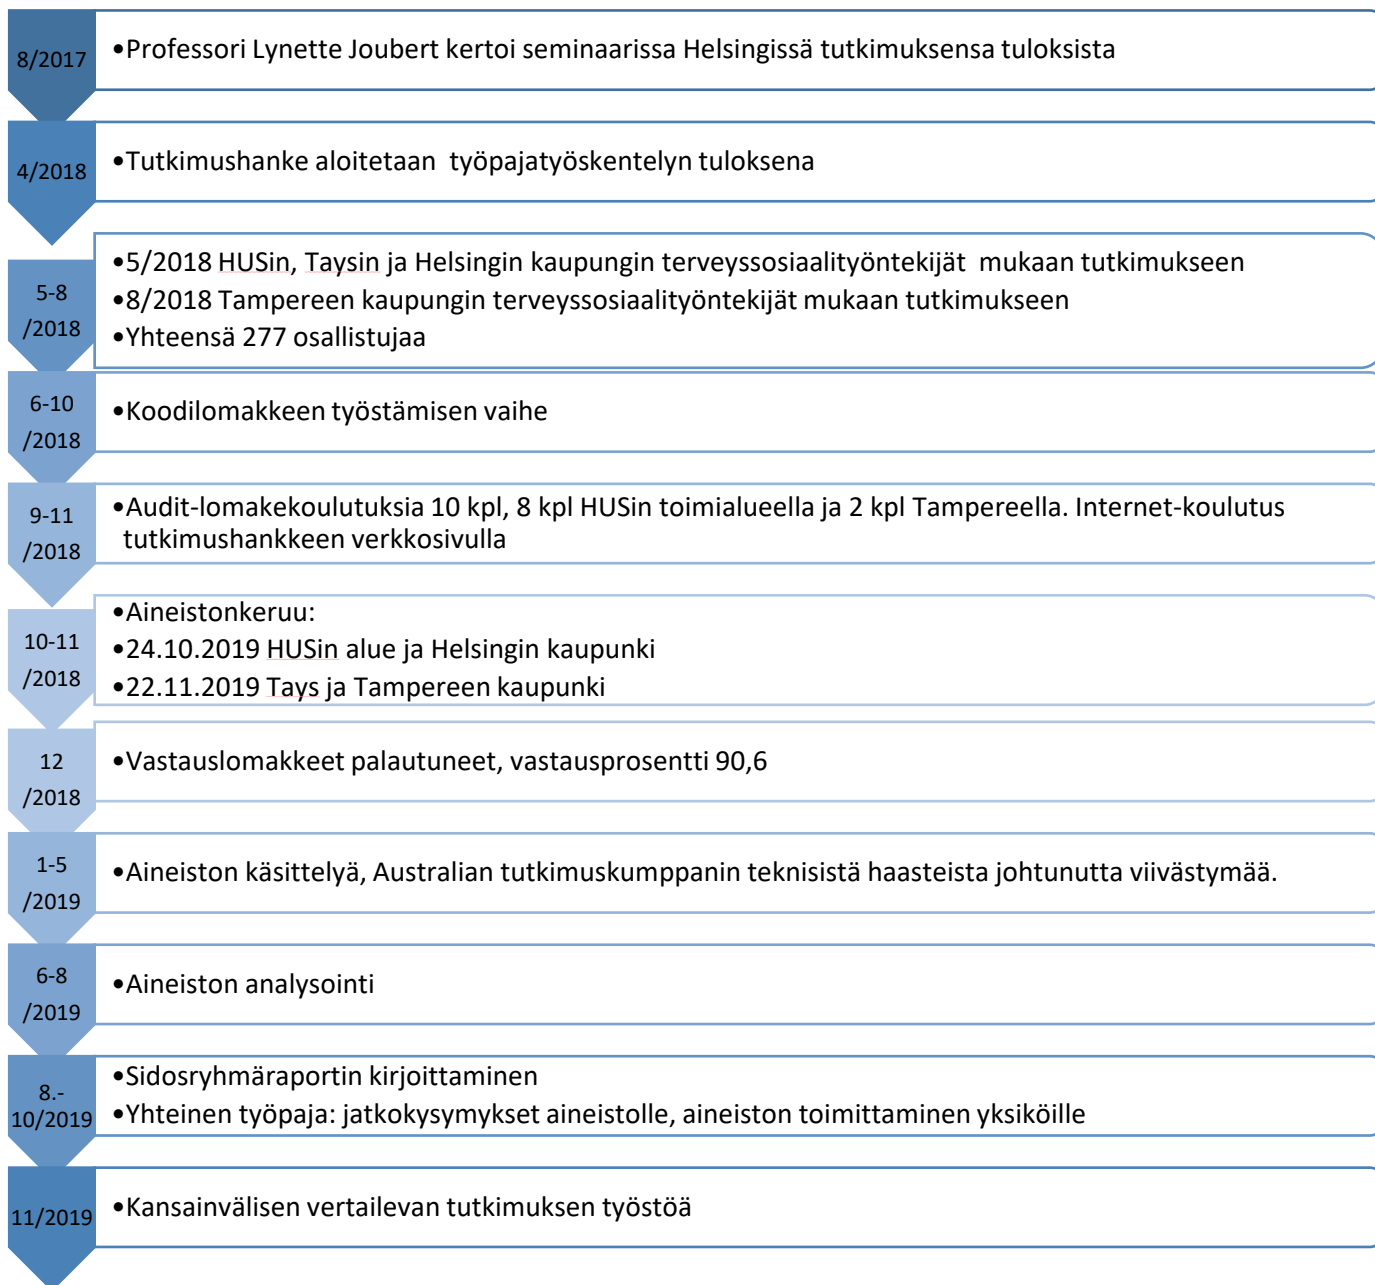 8/2017
•Professori Lynette Joubert kertoi seminaarissa Helsingissä tutkimuksensa tuloksista
4/2018
•Tutkimushanke aloitetaan  työpajatyöskentelyn tuloksena
5-8
/2018
•5/2018 HUSin, Taysin ja Helsingin kaupungin terveyssosiaalityöntekijät  mukaan tutkimukseen
•8/2018 Tampereen kaupungin terveyssosiaalityöntekijät mukaan tutkimukseen
•Yhteensä 277 osallistujaa
6-10
/2018
•Koodilomakkeen työstämisen vaihe
9-11
/2018
•Audit-lomakekoulutuksia 10 kpl, 8 kpl HUSin toimialueella ja 2 kpl Tampereella. Internet-koulutus
tutkimushankkeen verkkosivulla
10-11
/2018
•Aineistonkeruu:
•24.10.2019 HUSin alue ja Helsingin kaupunki
•22.11.2019 Tays ja Tampereen kaupunki
12
/2018
•Vastauslomakkeet palautuneet, vastausprosentti 90,6
1-5
/2019
•Aineiston käsittelyä, Australian tutkimuskumppanin teknisistä haasteista johtunutta viivästymää.
6-8
/2019
•Aineiston analysointi
8.-
10/2019
•Sidosryhmäraportin kirjoittaminen
•Yhteinen työpaja: jatkokysymykset aineistolle, aineiston toimittaminen yksiköille
11/2019
•Kansainvälisen vertailevan tutkimuksen työstöä